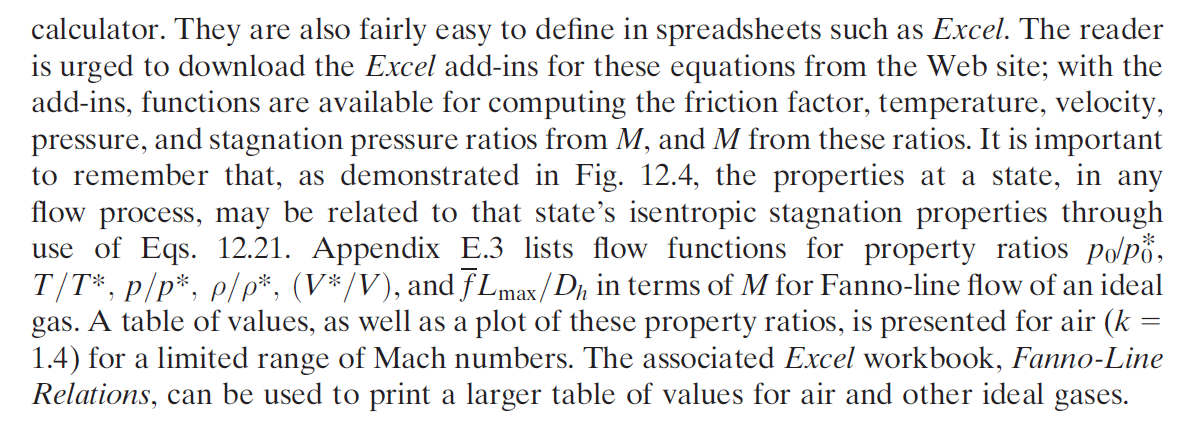 calculator. They are also fairly easy to define in spreadsheets such as Excel. The reader
is urged to download the Excel add-ins for these equations from the Web site; with the
add-ins, functions are available for computing the friction factor, temperature, velocity,
pressure, and stagnation pressure ratios from M, and M from these ratios. It is important
to remember that, as demonstrated in Fig. 12.4, the properties at a state, in any
flow process, may be related to that state’s isentropic stagnation properties through
use of Eqs. 12.21. Appendix E.3 lists flow functions for property ratios p₀/p₀*,
T/T*, p/p*, ρ/ρ*, (V*/V), and f̄Lₘₐₓ/Dₕ in terms of M for Fanno-line flow of an ideal
gas. A table of values, as well as a plot of these property ratios, is presented for air (k =
1.4) for a limited range of Mach numbers. The associated Excel workbook, Fanno-Line
Relations, can be used to print a larger table of values for air and other ideal gases.